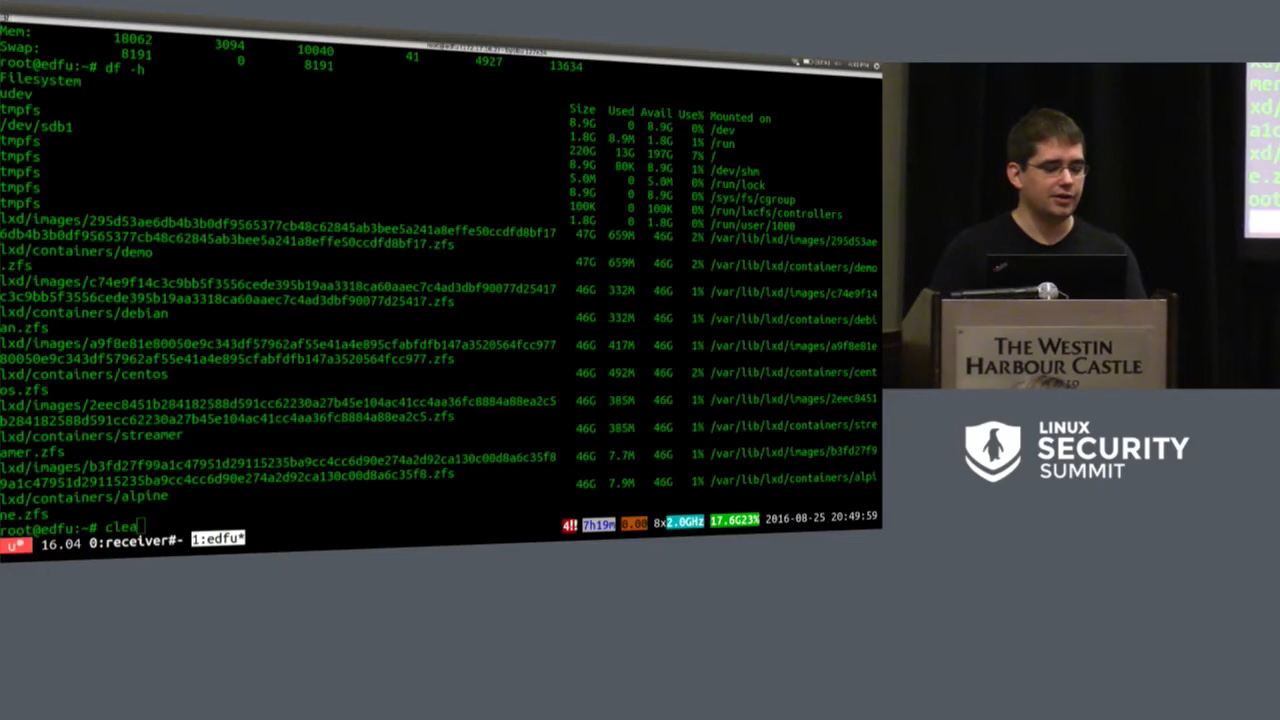 Mem: 18062 3094 10040 41 4927 13634
Swap: 8191 0 8191
root@edfu:~# df -h
Filesystem Size Used Avail Use% Mounted on
udev 8.9G 0 8.9G 0% /dev
tmpfs 1.8G 8.9M 1.8G 1% /run
/dev/sdb1 220G 13G 197G 7% /
tmpfs 8.9G 80K 8.9G 1% /dev/shm
tmpfs 5.0M 0 5.0M 0% /run/lock
tmpfs 8.9G 0 8.9G 0% /sys/fs/cgroup
tmpfs 100K 0 100K 0% /run/lxcfs/controllers
tmpfs 1.8G 0 1.8G 0% /run/user/1000
lxd/images/295d53ae6db4b3b0df9565377cb48c62845ab3bee5a241a8effe50ccdfd8bf17 47G 659M 46G 2% /var/lib/lxd/images/295d53ae
6db4b3b0df9565377cb48c62845ab3bee5a241a8effe50ccdfd8bf17.zfs
lxd/containers/demo 47G 659M 46G 2% /var/lib/lxd/containers/demo
.zfs
lxd/images/c74e9f14c3c9bb5f3556cede395b19aa3318ca60aaec7c4ad3dbf90077d25417 46G 332M 46G 1% /var/lib/lxd/images/c74e9f14
c3c9bb5f3556cede395b19aa3318ca60aaec7c4ad3dbf90077d25417.zfs
lxd/containers/debian 46G 332M 46G 1% /var/lib/lxd/containers/debi
an.zfs
lxd/images/a9f8e81e80050e9c343df57962af55e41a4e895cfabfdfb147a3520564fcc977 46G 417M 46G 1% /var/lib/lxd/images/a9f8e81e
80050e9c343df57962af55e41a4e895cfabfdfb147a3520564fcc977.zfs
lxd/containers/centos 46G 492M 46G 2% /var/lib/lxd/containers/cent
os.zfs
lxd/images/2eec8451b284182588d591cc62230a27b45e104ac41cc4aa36fc8884a88ea2c5 46G 385M 46G 1% /var/lib/lxd/images/2eec8451
b284182588d591cc62230a27b45e104ac41cc4aa36fc8884a88ea2c5.zfs
lxd/containers/streamer 46G 385M 46G 1% /var/lib/lxd/containers/stre
amer.zfs
lxd/images/b3fd27f99a1c47951d29115235ba9cc4cc6d90e274a2d92ca130c00d8a6c35f8 46G 7.7M 46G 1% /var/lib/lxd/images/b3fd27f9
9a1c47951d29115235ba9cc4cc6d90e274a2d92ca130c00d8a6c35f8.zfs
lxd/containers/alpine 46G 7.9M 46G 1% /var/lib/lxd/containers/alpi
ne.zfs
root@edfu:~# clea
u 16.04 0:receiver#- 1:edfu* 4!! 7h19m 0.00 8x2.0GHz 17.6G23% 2016-08-25 20:49:59
THE WESTIN
HARBOUR CASTLE
LINUX
SECURITY
SUMMIT